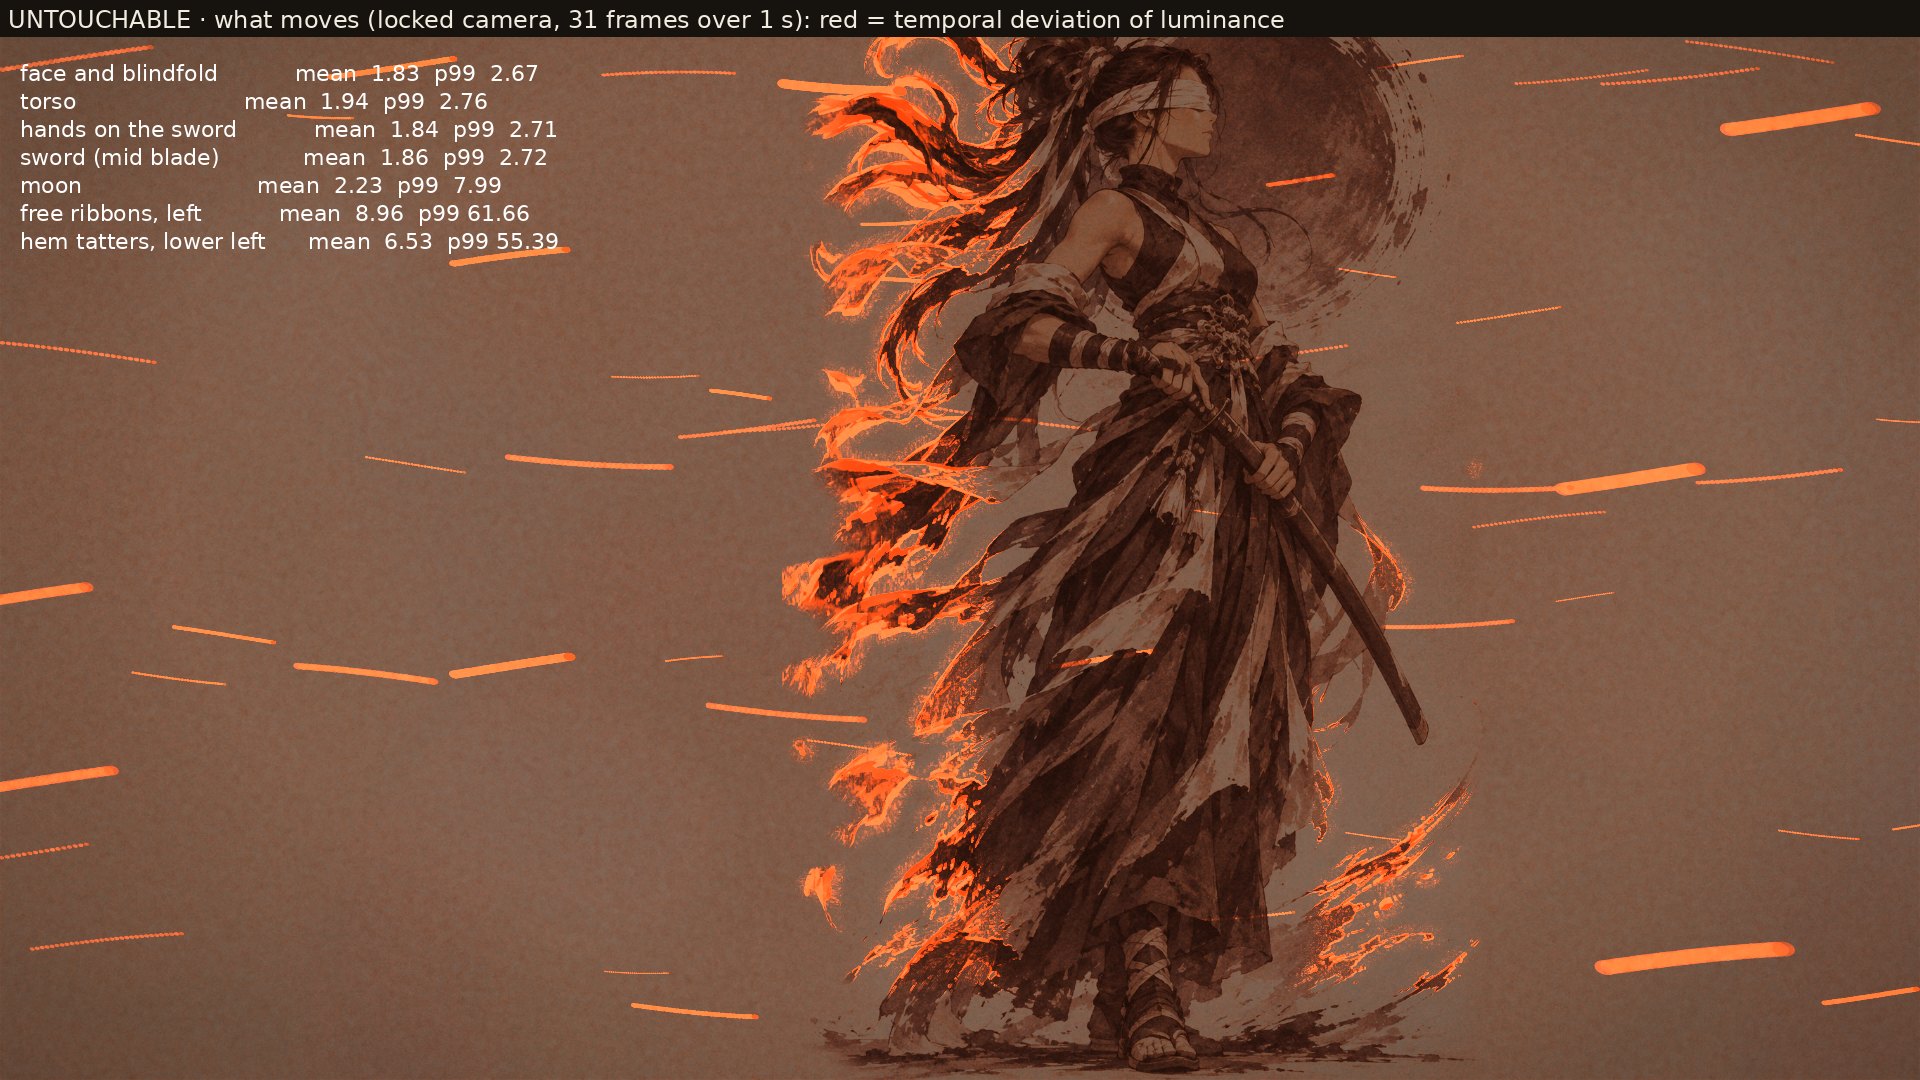 UNTOUCHABLE · what moves (locked camera, 31 frames over 1 s): red = temporal deviation of luminance
face and blindfold mean 1.83 p99 2.67
torso mean 1.94 p99 2.76
hands on the sword mean 1.84 p99 2.71
sword (mid blade) mean 1.86 p99 2.72
moon mean 2.23 p99 7.99
free ribbons, left mean 8.96 p99 61.66
hem tatters, lower left mean 6.53 p99 55.39